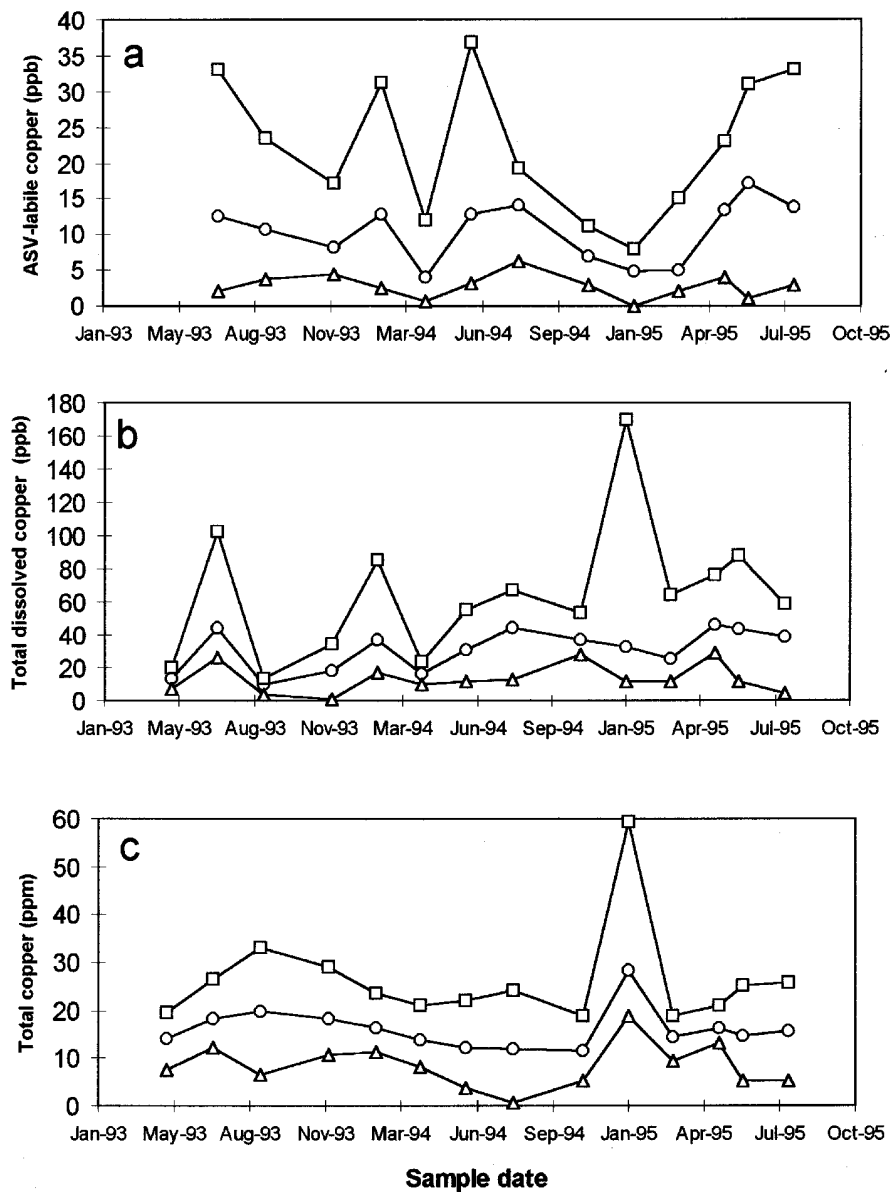 a
ASV-labile copper (ppb)
40
35
30
25
20
15
10
5
0
Jan-93 May-93 Aug-93 Nov-93 Mar-94 Jun-94 Sep-94 Jan-95 Apr-95 Jul-95 Oct-95
b
Total dissolved copper (ppb)
180
160
140
120
100
80
60
40
20
0
Jan-93 May-93 Aug-93 Nov-93 Mar-94 Jun-94 Sep-94 Jan-95 Apr-95 Jul-95 Oct-95
c
Total copper (ppm)
60
50
40
30
20
10
0
Jan-93 May-93 Aug-93 Nov-93 Mar-94 Jun-94 Sep-94 Jan-95 Apr-95 Jul-95 Oct-95
Sample date